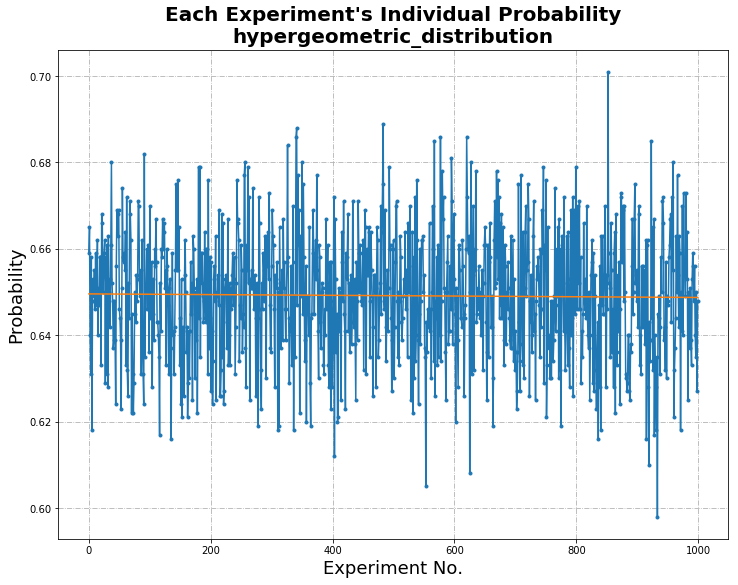 Each Experiment's Individual Probability
hypergeometric_distribution
Probability
0.70
0.68
0.66
0.64
0.62
0.60
0 200 400 600 800 1000
Experiment No.